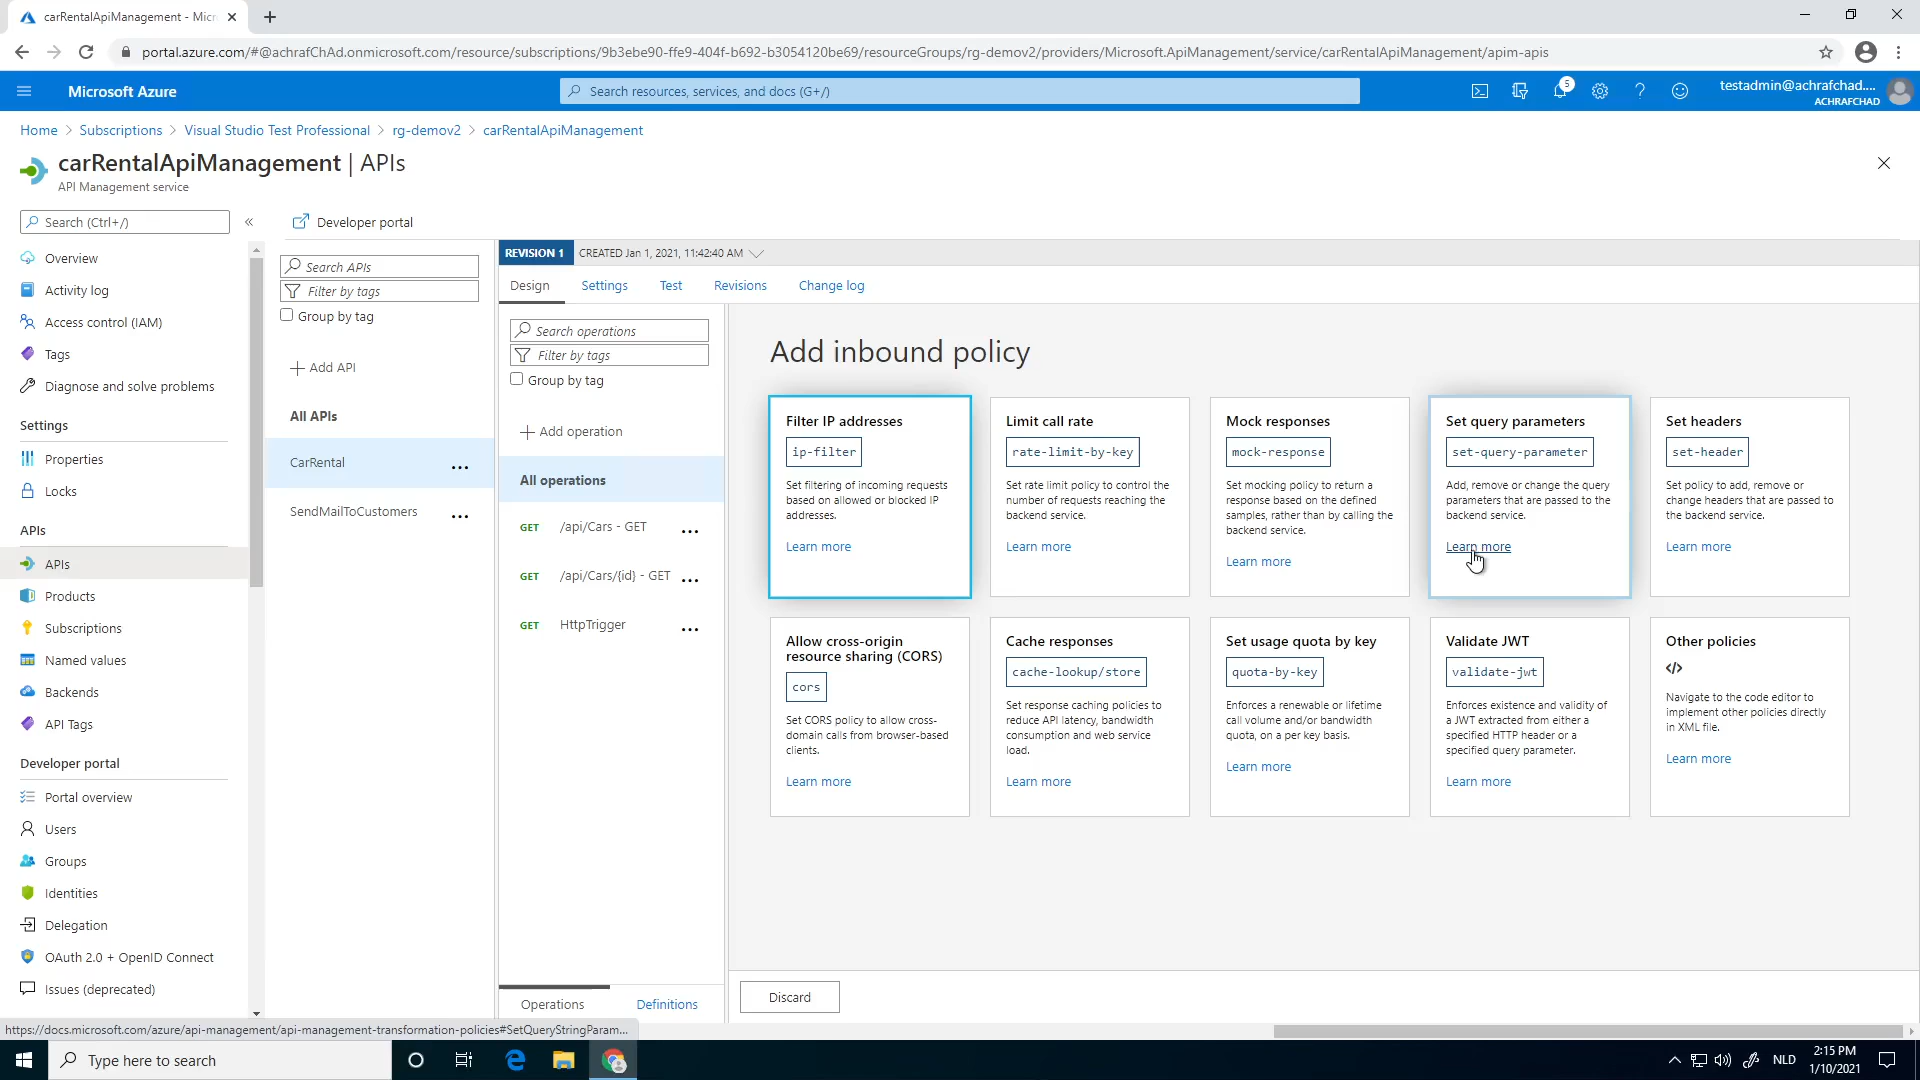 carRentalApiManagement - Micr
portal.azure.com/#@achrafChAd.onmicrosoft.com/resource/subscriptions/9b3ebe90-ffe9-404f-b692-b3054120be69/resourceGroups/rg-demov2/providers/Microsoft.ApiManagement/service/carRentalApiManagement/apim-apis
Microsoft Azure
Search resources, services, and docs (G+/)
5
testadmin@achrafchad....
ACHRAFCHAD
Home > Subscriptions > Visual Studio Test Professional > rg-demov2 > carRentalApiManagement
carRentalApiManagement | APIs
API Management service
Search (Ctrl+/)
«
Overview
Activity log
Access control (IAM)
Tags
Diagnose and solve problems
Settings
Properties
Locks
APIs
APIs
Products
Subscriptions
Named values
Backends
API Tags
Developer portal
Portal overview
Users
Groups
Identities
Delegation
OAuth 2.0 + OpenID Connect
Issues (deprecated)
Developer portal
Search APIs
Filter by tags
Group by tag
Add API
All APIs
CarRental
...
SendMailToCustomers
...
REVISION 1
CREATED Jan 1, 2021, 11:42:40 AM
Design
Settings
Test
Revisions
Change log
Search operations
Filter by tags
Group by tag
Add operation
All operations
GET /api/Cars - GET ...
GET /api/Cars/{id} - GET ...
GET HttpTrigger ...
Operations
Definitions
Add inbound policy
Filter IP addresses
ip-filter
Set filtering of incoming requests
based on allowed or blocked IP
addresses.
Learn more
Limit call rate
rate-limit-by-key
Set rate limit policy to control the
number of requests reaching the
backend service.
Learn more
Mock responses
mock-response
Set mocking policy to return a
response based on the defined
samples, rather than by calling the
backend service.
Learn more
Set query parameters
set-query-parameter
Add, remove or change the query
parameters that are passed to the
backend service.
Learn more
Set headers
set-header
Set policy to add, remove or
change headers that are passed to
the backend service.
Learn more
Allow cross-origin
resource sharing (CORS)
cors
Set CORS policy to allow cross-
domain calls from browser-based
clients.
Learn more
Cache responses
cache-lookup/store
Set response caching policies to
reduce API latency, bandwidth
consumption and web service
load.
Learn more
Set usage quota by key
quota-by-key
Enforces a renewable or lifetime
call volume and/or bandwidth
quota, on a per key basis.
Learn more
Validate JWT
validate-jwt
Enforces existence and validity of
a JWT extracted from either a
specified HTTP header or a
specified query parameter.
Learn more
Other policies
</>
Navigate to the code editor to
implement other policies directly
in XML file.
Learn more
Discard
https://docs.microsoft.com/azure/api-management/api-management-transformation-policies#SetQueryStringParam...
Type here to search
NLD
2:15 PM
1/10/2021